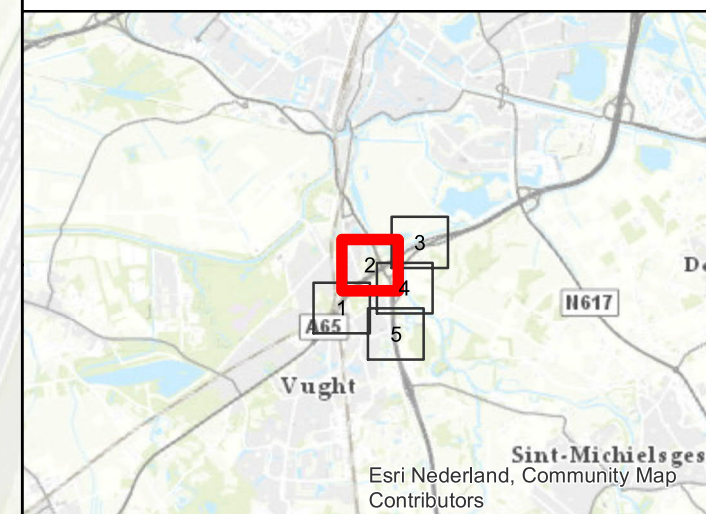 3
2
4
1
A65
5
N617
Vught
Sint-Michielsges
Esri Nederland, Community Map
Contributors